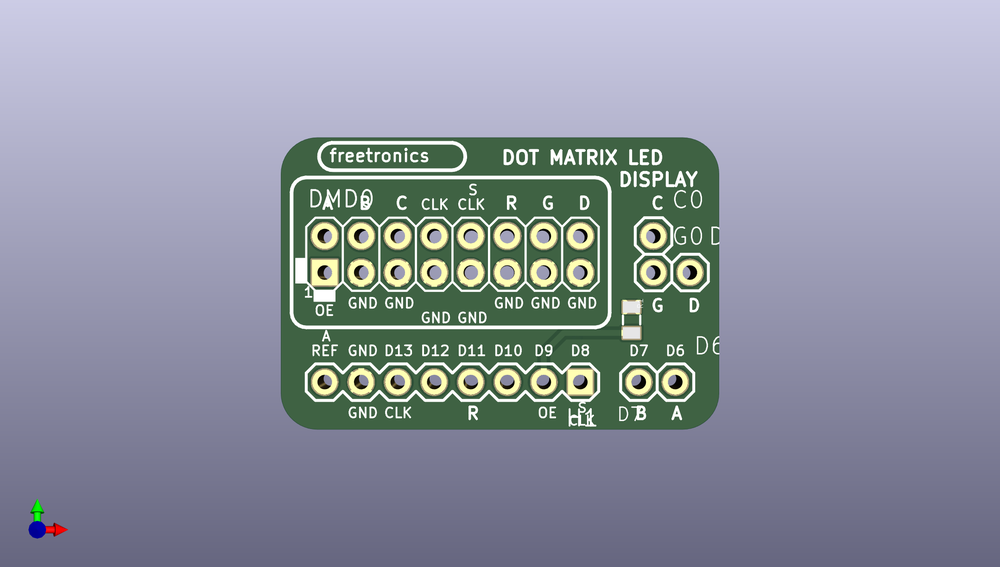 freetronics
DOT MATRIX LED
DISPLAY
DMD0
A B C CLK S CLK R G D
C C0
G0 D
1
OE GND GND GND GND GND
GND GND
G D
A
REF GND D13 D12 D11 D10 D9 D8 D7 D6
D6
GND CLK R OE S CLK D7 B A